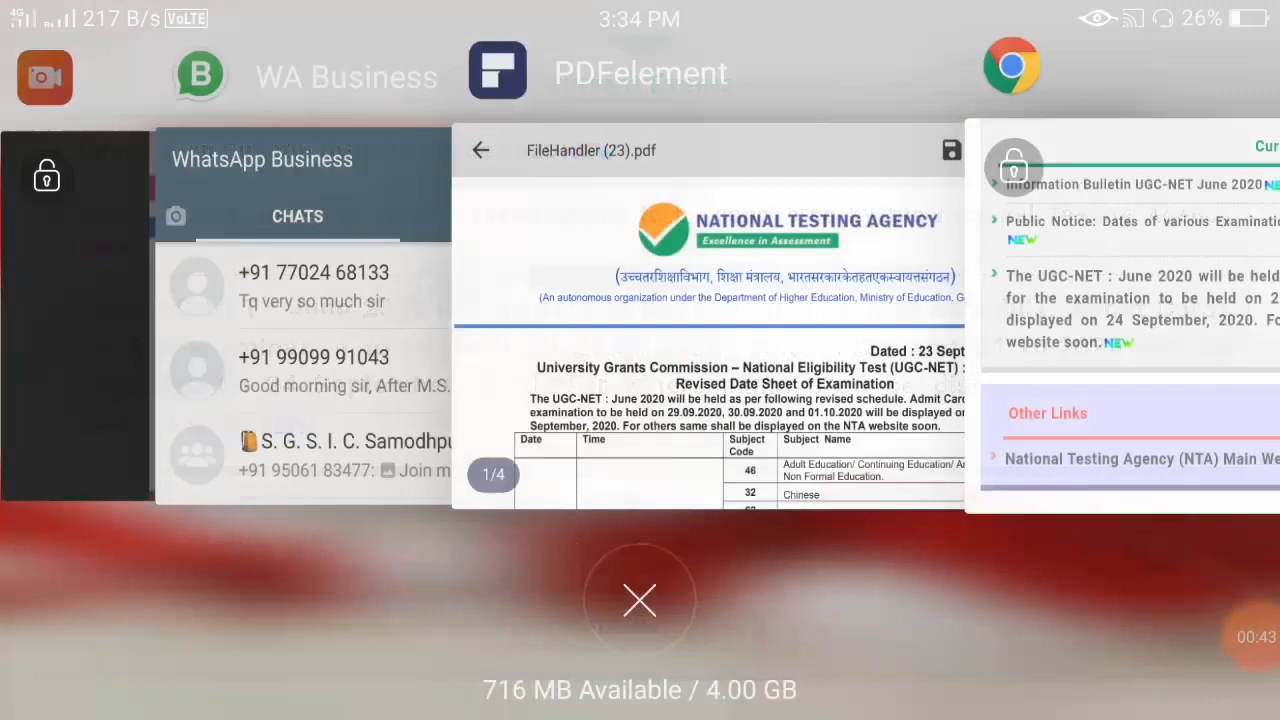 4G 217 B/s VoLTE
3:34 PM
26%
WA Business
PDFelement
WhatsApp Business
CHATS
+91 77024 68133
Tq very so much sir
+91 99099 91043
Good morning sir, After M.S.
S. G. S. I. C. Samodhpu
+91 95061 83477: Join m
FileHandler (23).pdf
NATIONAL TESTING AGENCY
Excellence in Assessment
(उच्चतरशिक्षाविभाग, शिक्षा मंत्रालय, भारतसरकारकेतहतएकस्वायत्तसंगठन)
(An autonomous organization under the Department of Higher Education, Ministry of Education, G
Dated : 23 Sept
University Grants Commission – National Eligibility Test (UGC-NET) :
Revised Date Sheet of Examination
The UGC-NET : June 2020 will be held as per following revised schedule. Admit Card
examination to be held on 29.09.2020, 30.09.2020 and 01.10.2020 will be displayed on
September, 2020. For others same shall be displayed on the NTA website soon.
Date Time Subject Code Subject Name
46 Adult Education/ Continuing Education/ A
Non Formal Education.
32 Chinese
1/4
Cur
Information Bulletin UGC-NET June 2020 NE
Public Notice: Dates of various Examinatio
NEW
The UGC-NET : June 2020 will be held
for the examination to be held on 2
displayed on 24 September, 2020. Fo
website soon. NEW
Other Links
National Testing Agency (NTA) Main We
00:43
716 MB Available / 4.00 GB